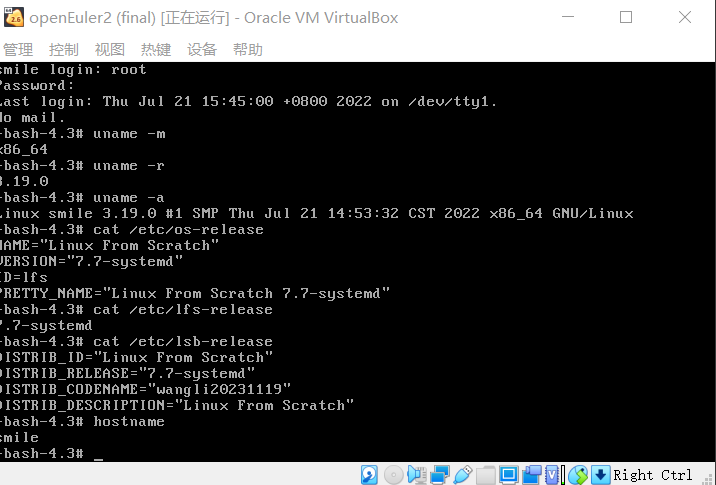 openEuler2 (final) [正在运行] - Oracle VM VirtualBox
管理 控制 视图 热键 设备 帮助
smile login: root
Password:
Last login: Thu Jul 21 15:45:00 +0800 2022 on /dev/tty1.
No mail.
-bash-4.3# uname -m
x86_64
-bash-4.3# uname -r
3.19.0
-bash-4.3# uname -a
Linux smile 3.19.0 #1 SMP Thu Jul 21 14:53:32 CST 2022 x86_64 GNU/Linux
-bash-4.3# cat /etc/os-release
NAME="Linux From Scratch"
VERSION="7.7-systemd"
ID=lfs
PRETTY_NAME="Linux From Scratch 7.7-systemd"
-bash-4.3# cat /etc/lfs-release
7.7-systemd
-bash-4.3# cat /etc/lsb-release
DISTRIB_ID="Linux From Scratch"
DISTRIB_RELEASE="7.7-systemd"
DISTRIB_CODENAME="wangli20231119"
DISTRIB_DESCRIPTION="Linux From Scratch"
-bash-4.3# hostname
smile
-bash-4.3# _
Right Ctrl